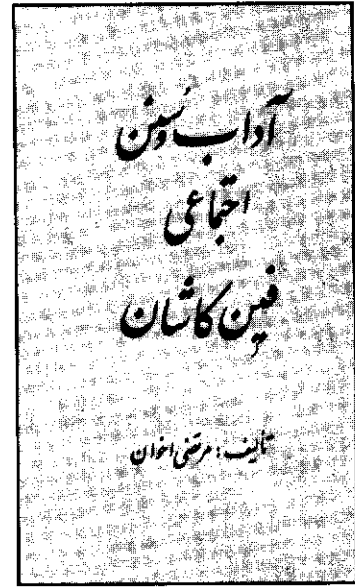 آداب و سنن
اجتماعی
فین کاشان
تألیف: مرتضی اخوان